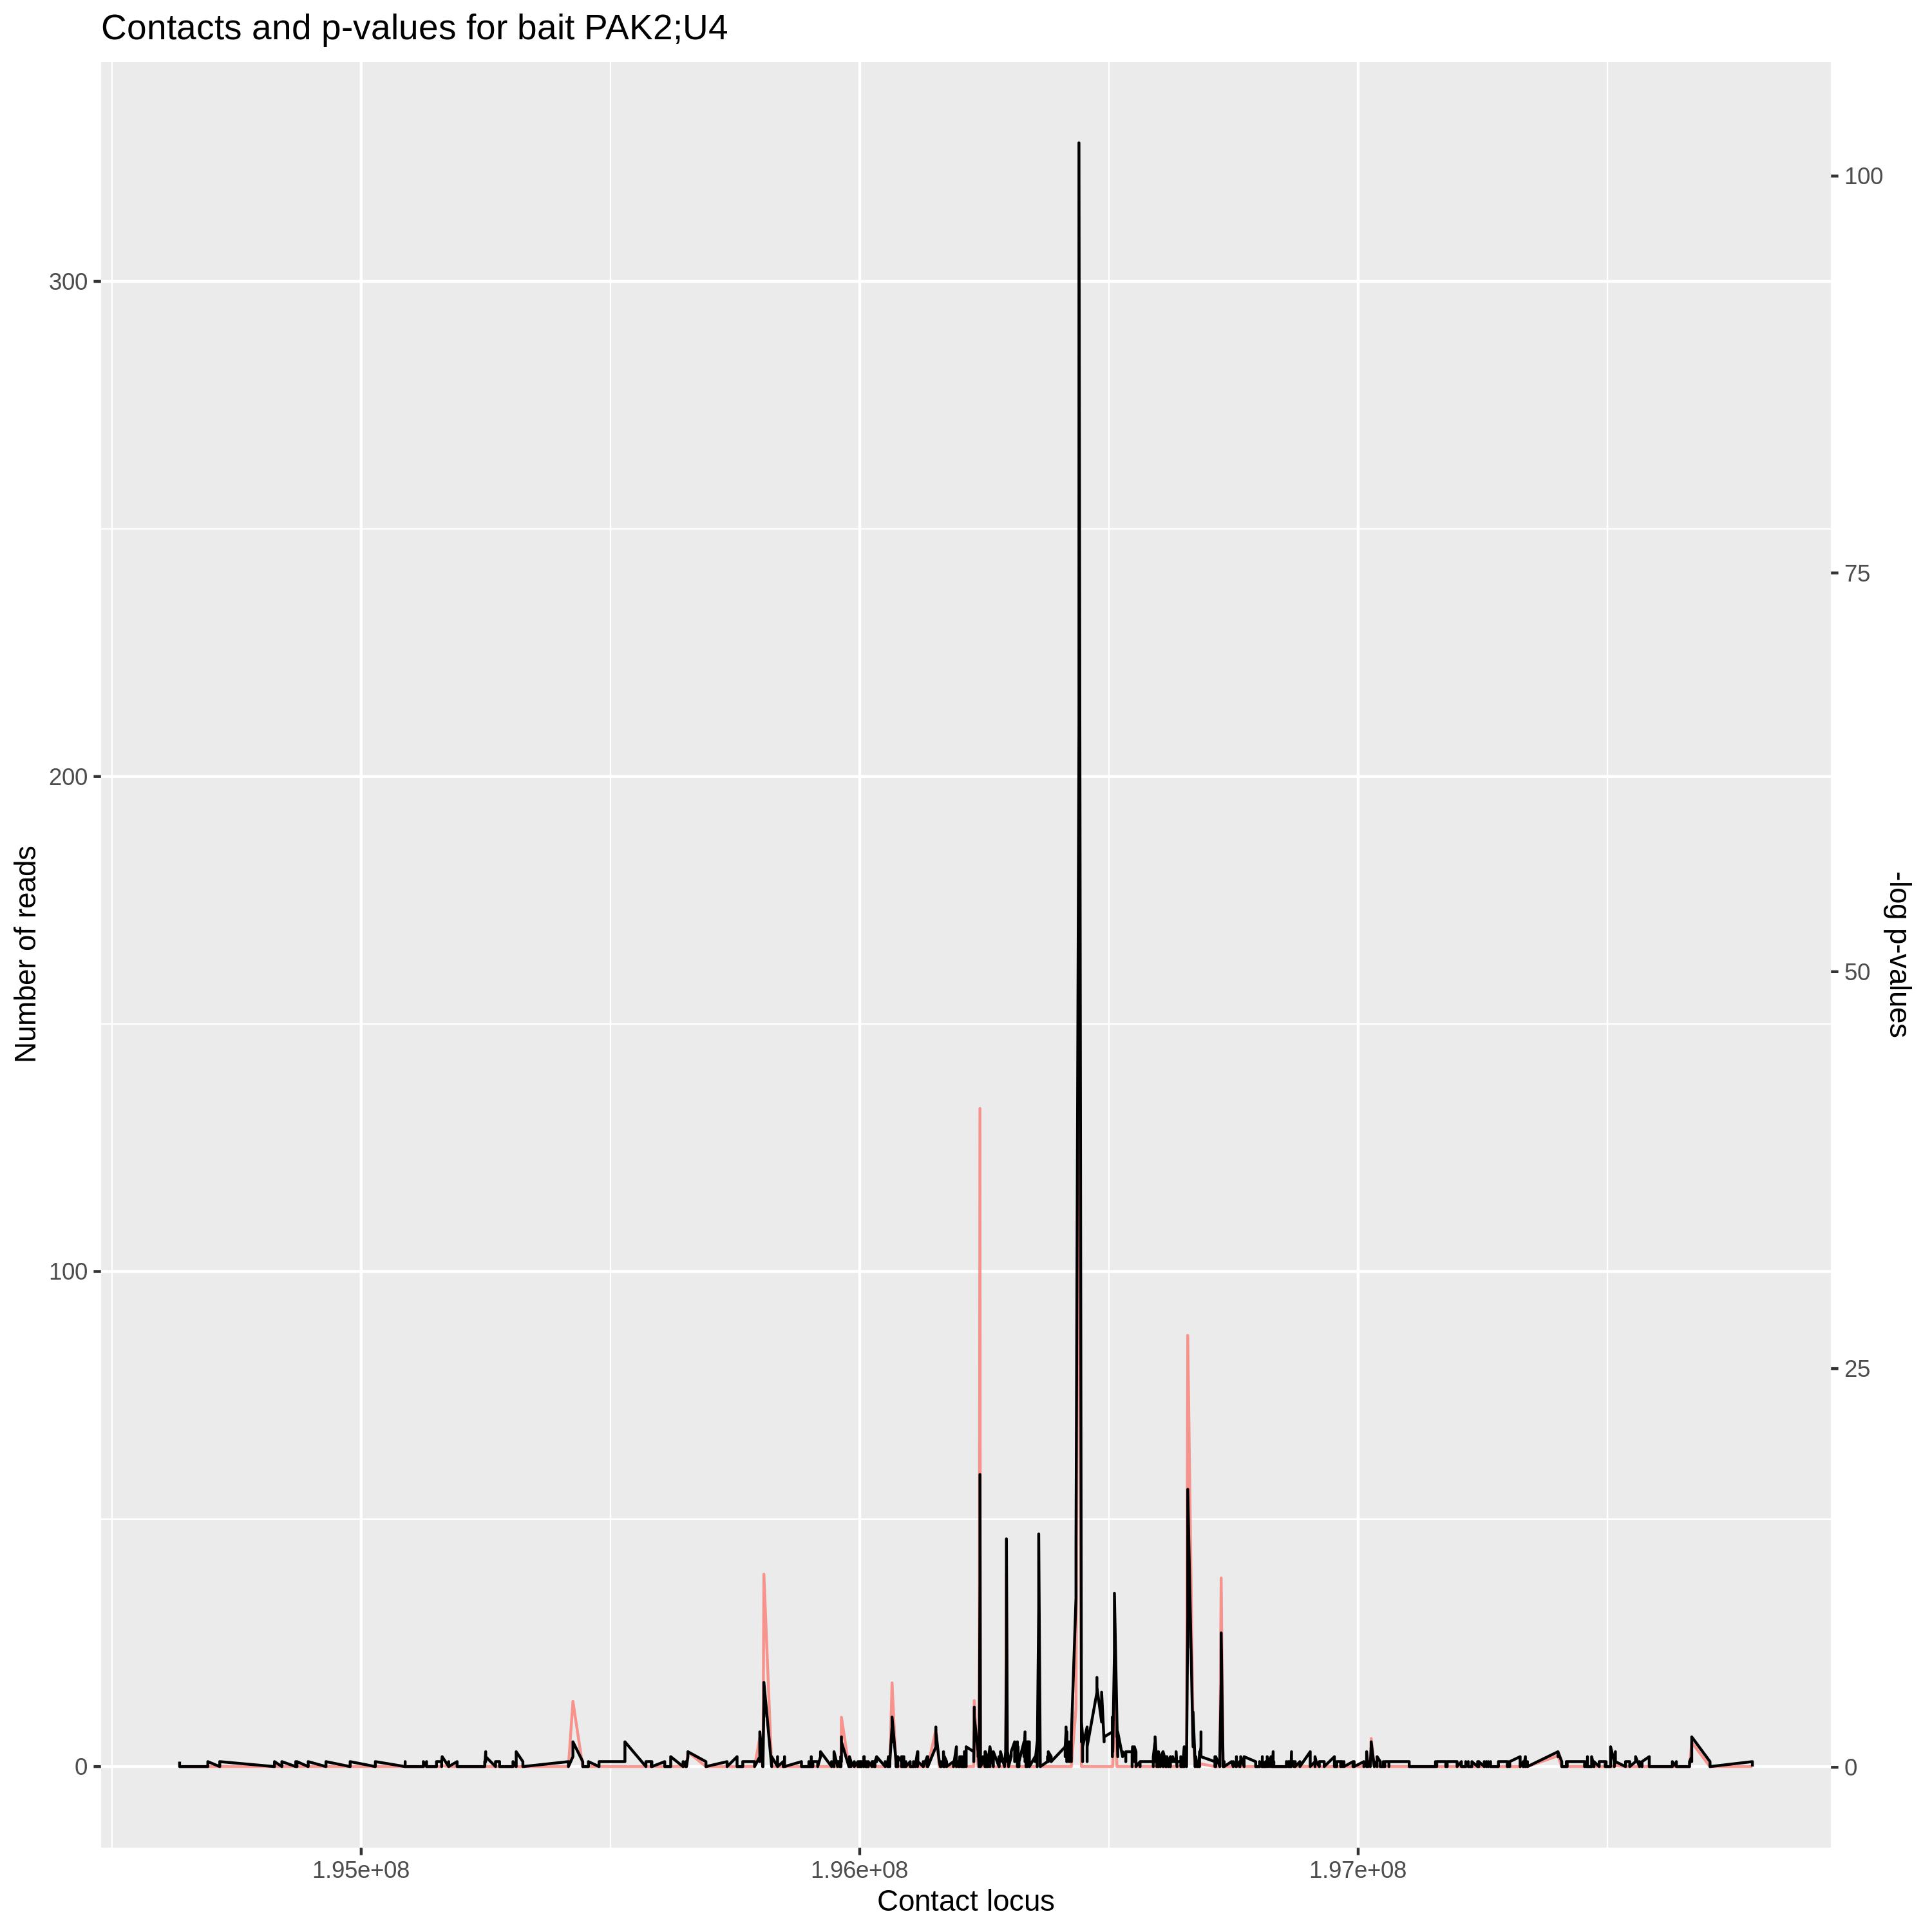 Contacts and p-values for bait PAK2;U4
300
200
100
0
Number of reads
100
75
50
25
0
-log p-values
1.95e+08
1.96e+08
1.97e+08
Contact locus